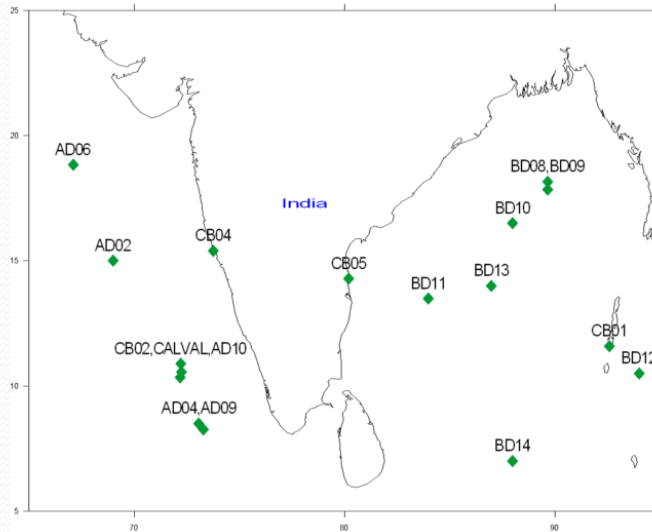 25
20
15
10
5
70
80
90
AD06
BD08,BD09
India
BD10
CB04
AD02
CB05
BD13
BD11
CB02,CALVAL,AD10
CB01
BD12
AD04,AD09
BD14